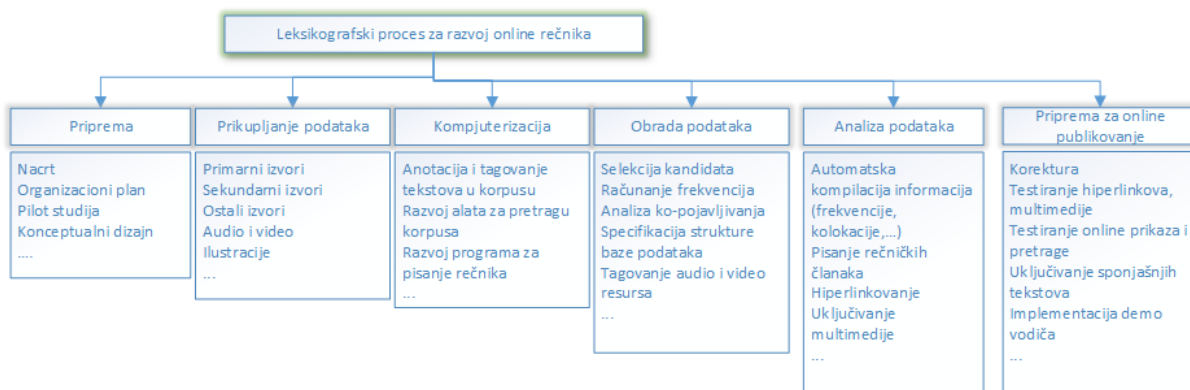 Leksikografski proces za razvoj online rečnika
Priprema
Nacrt
Organizacioni plan
Pilot studija
Konceptualni dizajn
....
Prikupljanje podataka
Primarni izvori
Sekundarni izvori
Ostali izvori
Audio i video
Ilustracije
...
Kompjuterizacija
Anotacija i tagovanje
tekstova u korpusu
Razvoj alata za pretragu
korpusa
Razvoj programa za
pisanje rečnika
...
Obrada podataka
Selekcija kandidata
Računanje frekvencija
Analiza ko-pojavljivanja
Specifikacija strukture
baze podataka
Tagovanje audio i video
resursa
...
Analiza podataka
Automatska
kompilacija informacija
(frekvencije,
kolokacije,...)
Pisanje rečničkih
članaka
Hiperlinkovanje
Uključivanje
multimedije
...
Priprema za online
publikovanje
Korektura
Testiranje hiperlinkova,
multimedije
Testiranje online prikaza i
pretrage
Uključivanje sponjašnjih
tekstova
Implementacija demo
vodiča
...